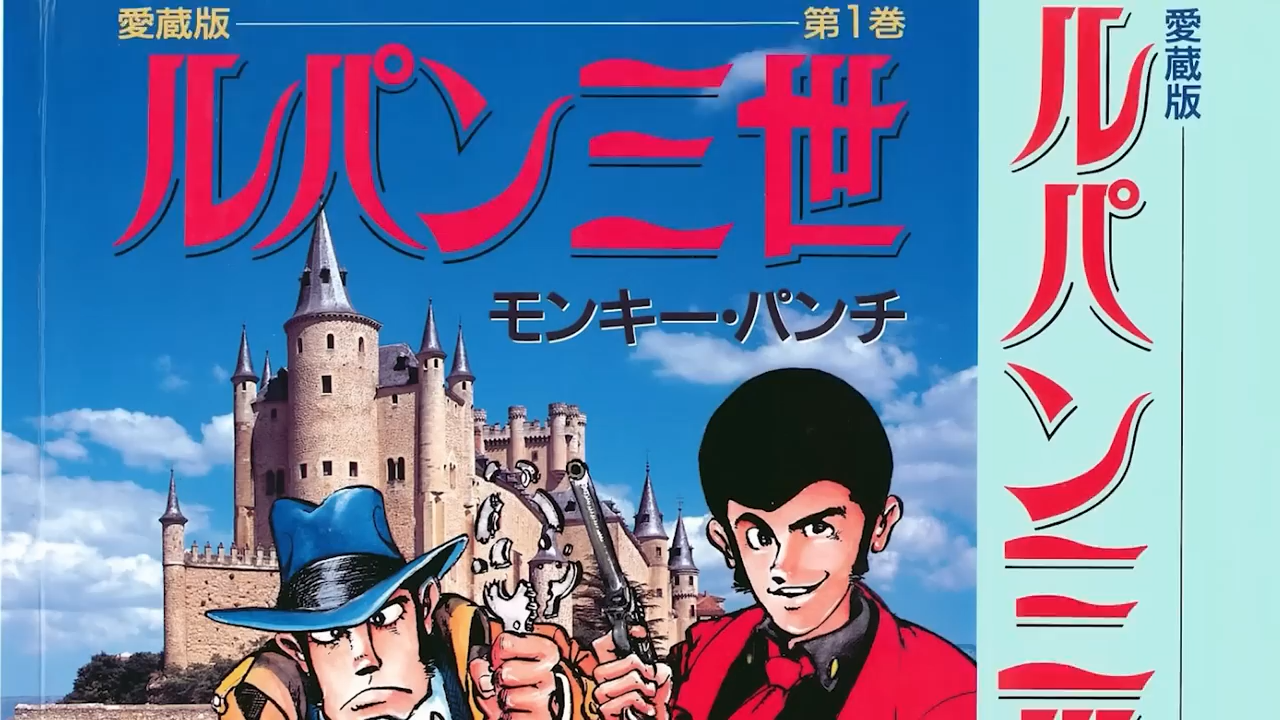 愛蔵版
第1巻
ルパン三世
モンキー・パンチ
愛蔵版
ルパン三